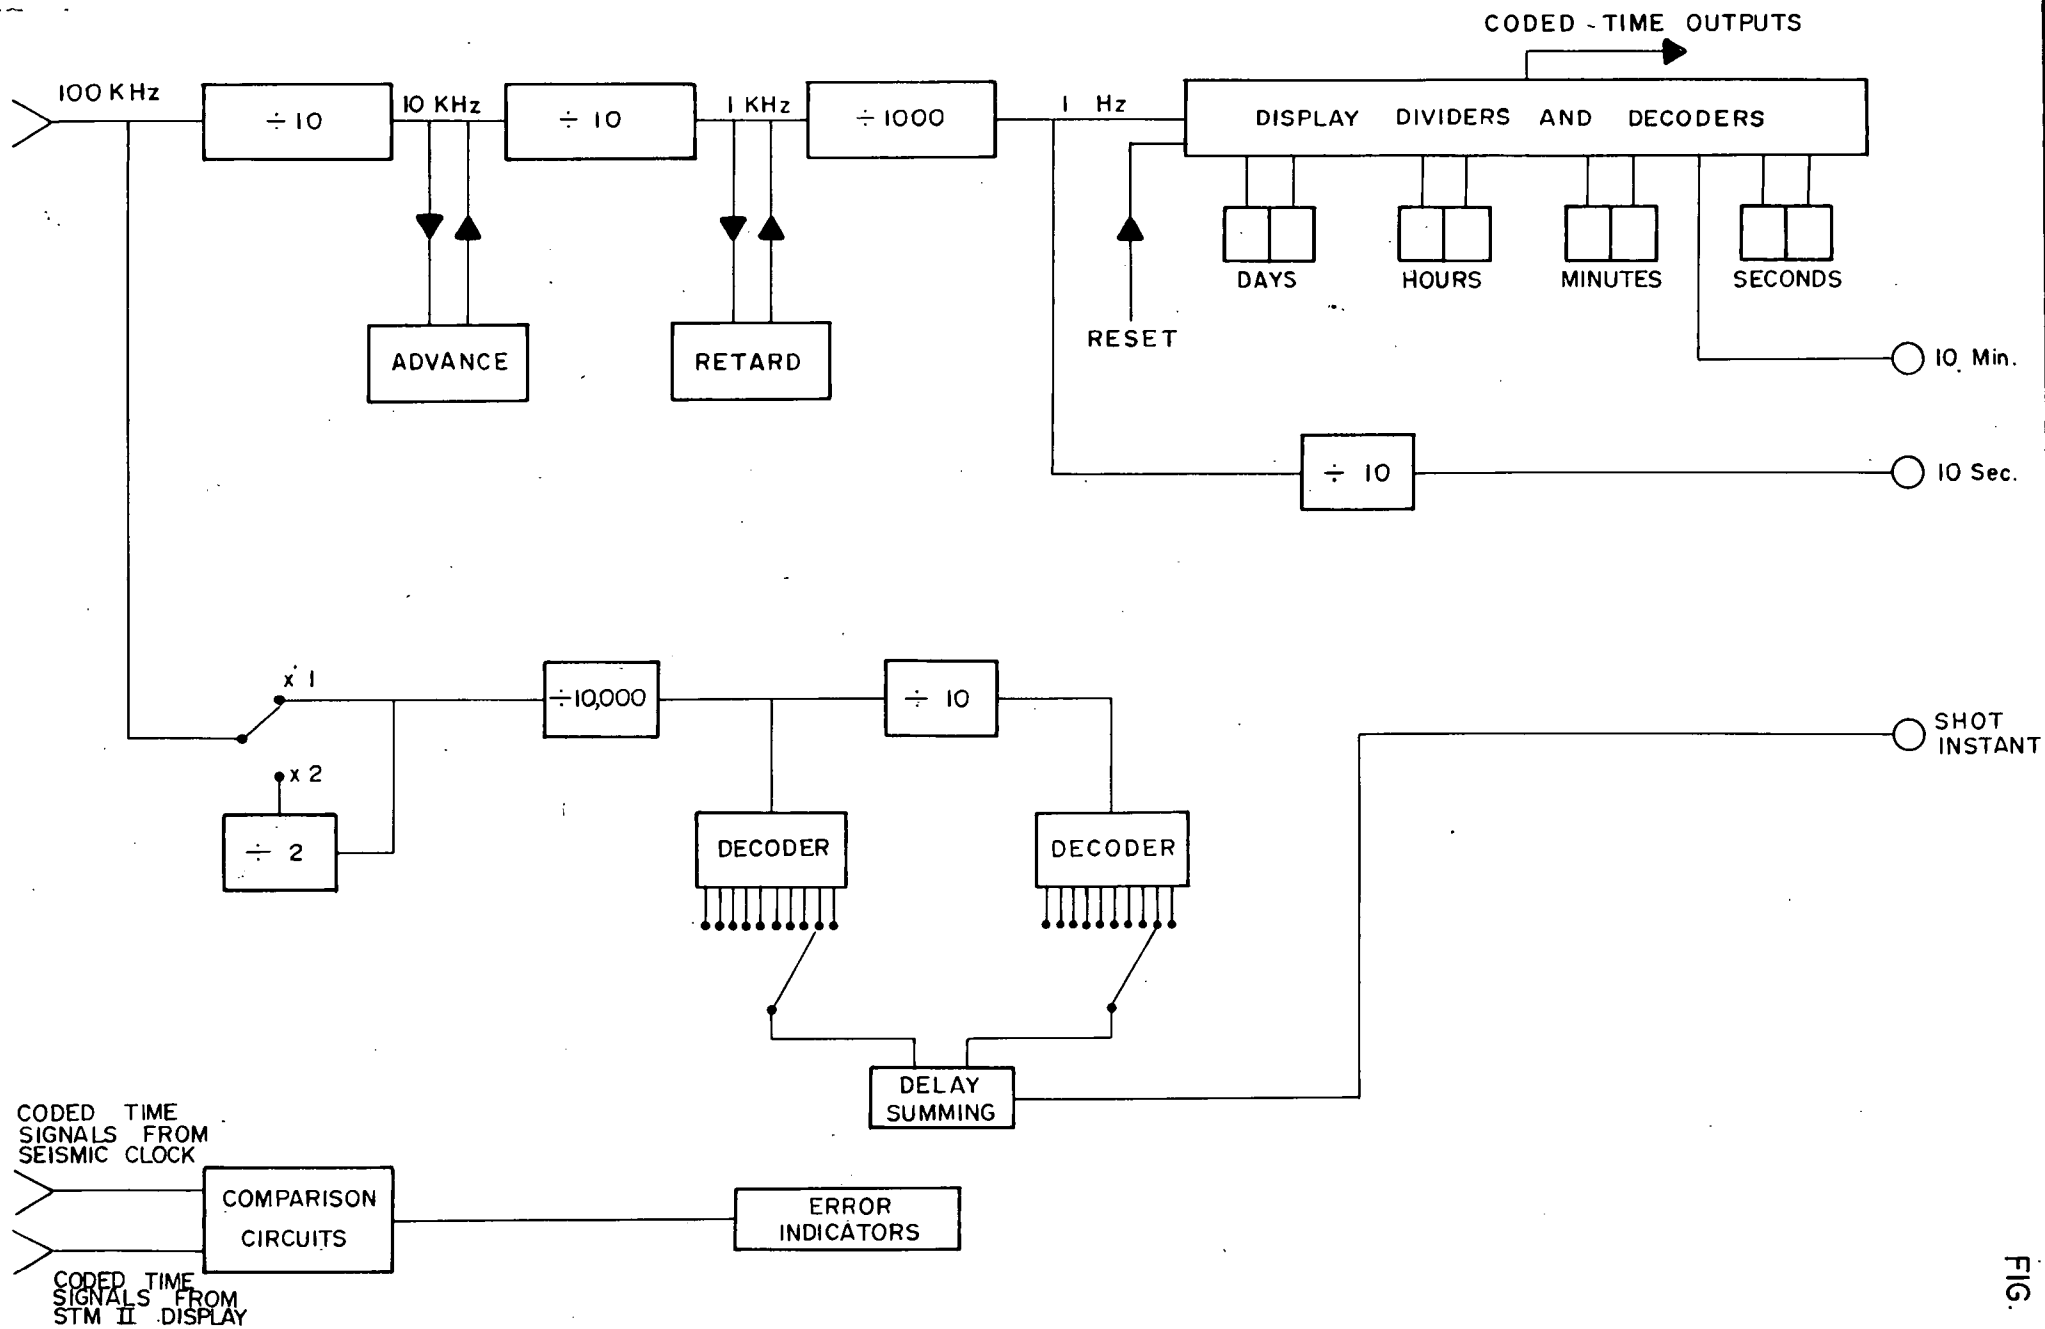 CODED - TIME OUTPUTS
100 KHz
÷ 10
10 KHz
÷ 10
1 KHz
÷ 1000
1 Hz
DISPLAY DIVIDERS AND DECODERS
DAYS
HOURS
MINUTES
SECONDS
RESET
ADVANCE
RETARD
10 Min.
÷ 10
10 Sec.
x 1
÷10,000
÷ 10
SHOT
INSTANT
x 2
÷ 2
DECODER
DECODER
DELAY
SUMMING
CODED TIME
SIGNALS FROM
SEISMIC CLOCK
COMPARISON
CIRCUITS
ERROR
INDICATORS
CODED TIME
SIGNALS FROM
STM II DISPLAY
FIG.